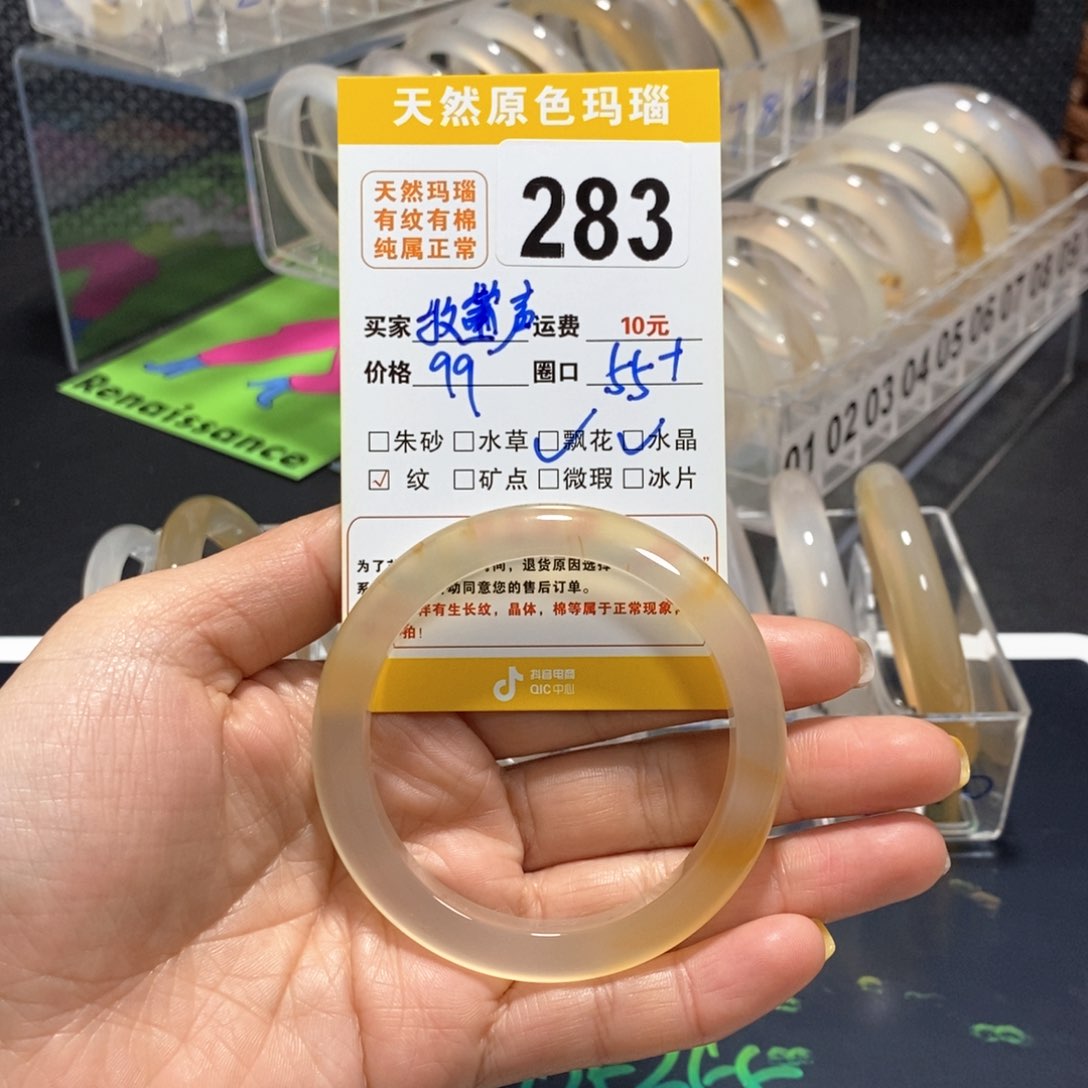 天然原色玛瑙
天然玛瑙
有纹有棉
纯属正常
283
买家 声 运费 10元
价格 99 圈口 55+
□朱砂 □水草 □飘花 □水晶
☑ 纹 □矿点 □微瑕 □冰片
为了 间，退货原因选择 ”
系 动同意您的售后订单。
样有生长纹，晶体，棉等属于正常现象，
拍！
抖音电商
QIC中心
Renaissance
01 02 03 04 05 06 07 08 09